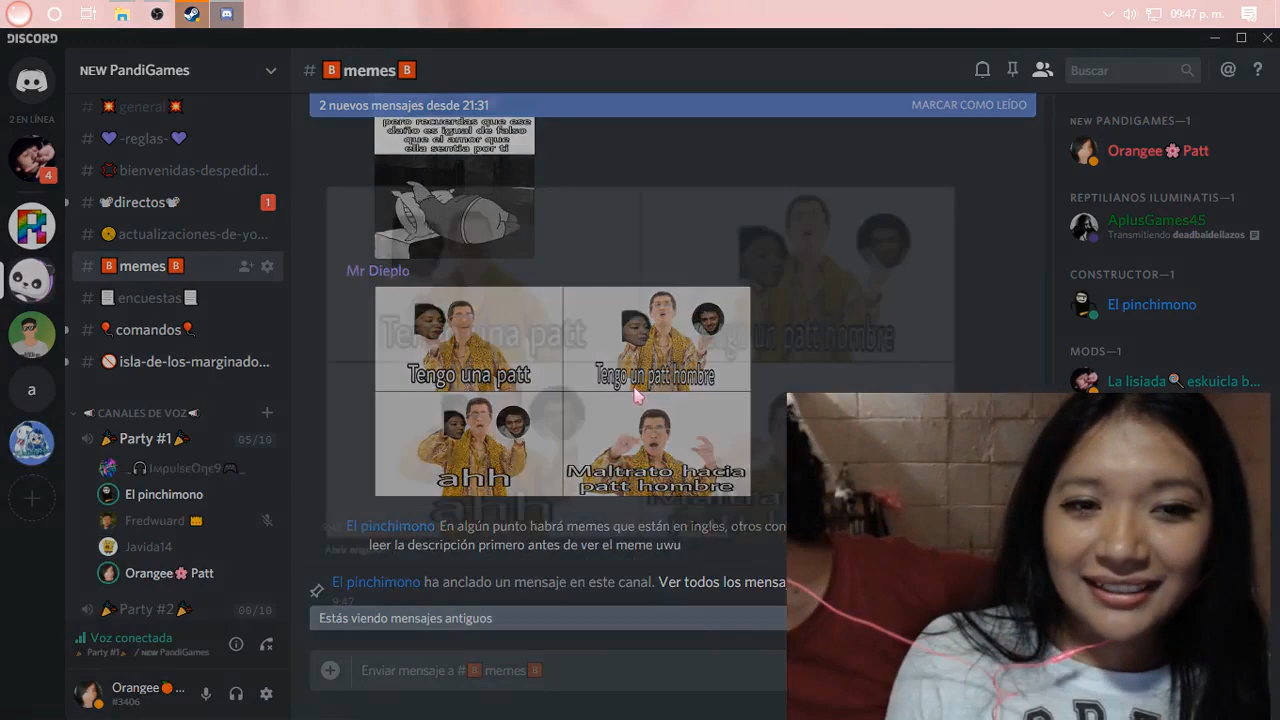 09:47 p. m.
DISCORD
NEW PandiGames
# memes
Buscar
2 EN LÍNEA
4
general
-reglas-
bienvenidas-despedid...
directos
1
actualizaciones-de-yo...
memes
encuestas
comandos
isla-de-los-marginado...
a
CANALES DE VOZ
Party #1
05/10
El pinchimono
Fredwuard
Javida14
Orangee Patt
Party #2
00/10
Voz conectada
Party #1 / NEW PandiGames
Orangee ...
#3406
2 nuevos mensajes desde 21:31
MARCAR COMO LEÍDO
pero recuerdas que ese
daño es igual de falso
que el amor que
ella sentia por ti
Mr Dieplo
Tengo una patt
Tengo un patt hombre
ahh
Maltrato hacia
patt hombre
El pinchimono En algún punto habrá memes que están en ingles, otros con
leer la descripción primero antes de ver el meme uwu
El pinchimono ha anclado un mensaje en este canal. Ver todos los mensa
9:47
Estás viendo mensajes antiguos
Enviar mensaje a # B memes B
NEW PANDIGAMES—1
Orangee Patt
REPTILIANOS ILUMINATIS—1
AplusGames45
Transmitiendo deadbaidellazos
CONSTRUCTOR—1
El pinchimono
MODS—1
La lisiada eskuicla b...